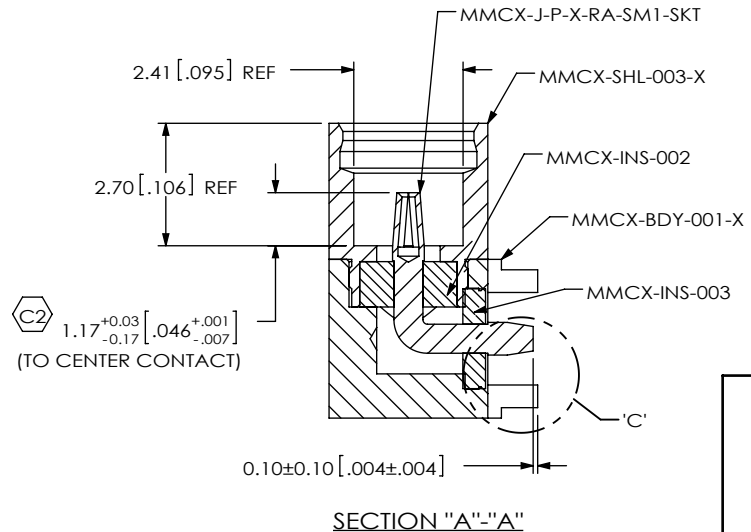 MMCX-J-P-X-RA-SM1-SKT
2.41 [.095] REF
MMCX-SHL-003-X
MMCX-INS-002
2.70 [.106] REF
MMCX-BDY-001-X
MMCX-INS-003
C2
1.17 +0.03 -0.17 [.046 +.001 -.007]
(TO CENTER CONTACT)
'C'
0.10±0.10 [.004±.004]
SECTION "A"-"A"